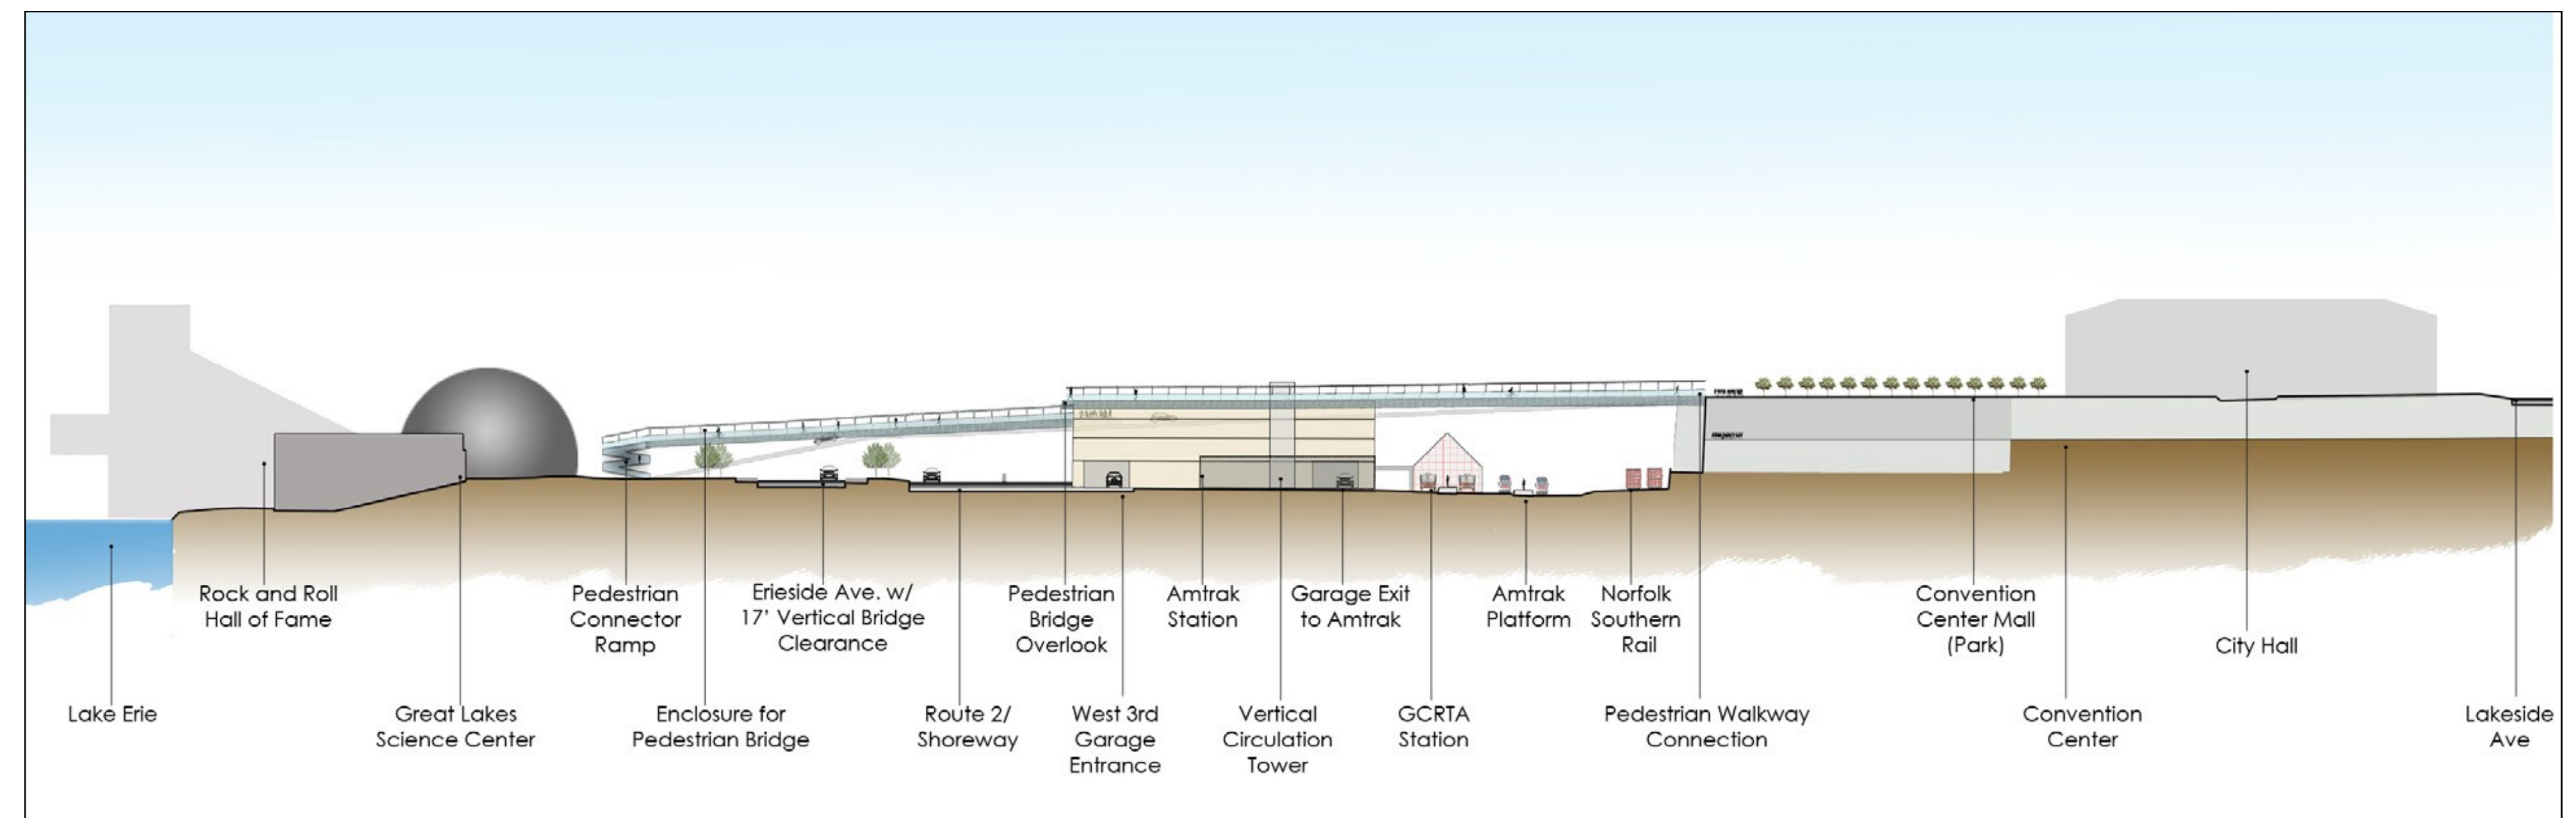 Rock and Roll
Hall of Fame
Pedestrian
Connector
Ramp
Erieside Ave. w/
17' Vertical Bridge
Clearance
Pedestrian
Bridge
Overlook
Amtrak
Station
Garage Exit
to Amtrak
Amtrak
Platform
Norfolk
Southern
Rail
Convention
Center Mall
(Park)
City Hall
Lake Erie
Great Lakes
Science Center
Enclosure for
Pedestrian Bridge
Route 2/
Shoreway
West 3rd
Garage
Entrance
Vertical
Circulation
Tower
GCRTA
Station
Pedestrian Walkway
Connection
Convention
Center
Lakeside
Ave